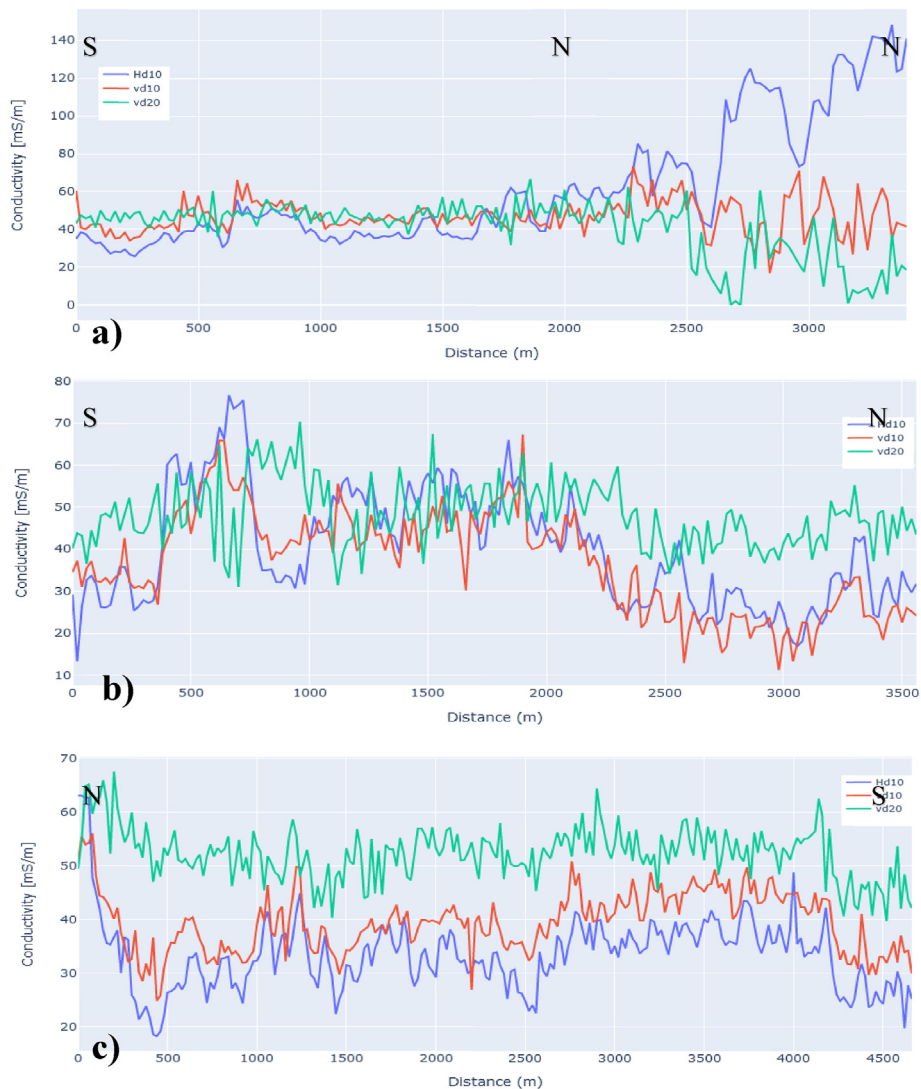 140
S N N
120
Hd10
vd10
vd20
100
80
60
40
20
0
Conductivity [mS/m]
0 500 1000 1500 2000 2500 3000
a)
Distance (m)
80
S N
70
Hd10
vd10
vd20
60
50
40
30
20
10
Conductivity [mS/m]
0 500 1000 1500 2000 2500 3000 3500
b)
Distance (m)
70
Hd10
N S
vd10
vd20
60
50
40
30
20
Conductivity [mS/m]
c)
0 500 1000 1500 2000 2500 3000 3500 4000 4500
Distance (m)